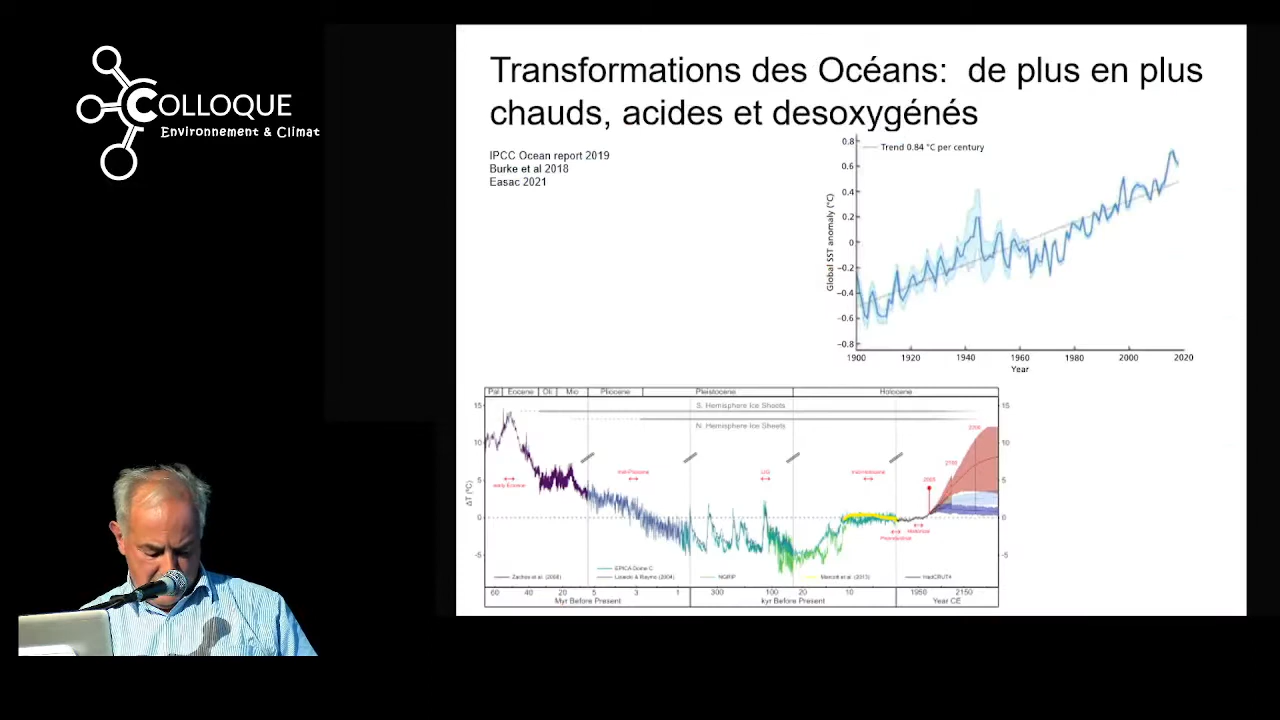 COLLOQUE
Environnement & Climat
Transformations des Océans: de plus en plus
chauds, acides et desoxygénés
IPCC Ocean report 2019
Burke et al 2018
Easac 2021
Trend 0.84 °C per century
Global SST anomaly (°C)
0.8
0.6
0.4
0.2
0
−0.2
−0.4
−0.6
−0.8
1900 1920 1940 1960 1980 2000 2020
Year
Pal Eocene Oli Mio Pliocene Pleistocene Holocene
S. Hemisphere Ice Sheets
N. Hemisphere Ice Sheets
ΔT (°C)
15 15
10 10
5 5
0 0
-5 -5
early Eocene
mid-Pliocene
LIG
mid-Holocene
Preindustrial
Historical
EPICA Dome C
Zachos et al. (2008) Lisiecki & Raymo (2004) NGRIP Marcott et al. (2013) HadCRUT4
60 40 20 5 3 1 300 100 20 10 1950 2150
Myr Before Present kyr Before Present Year CE